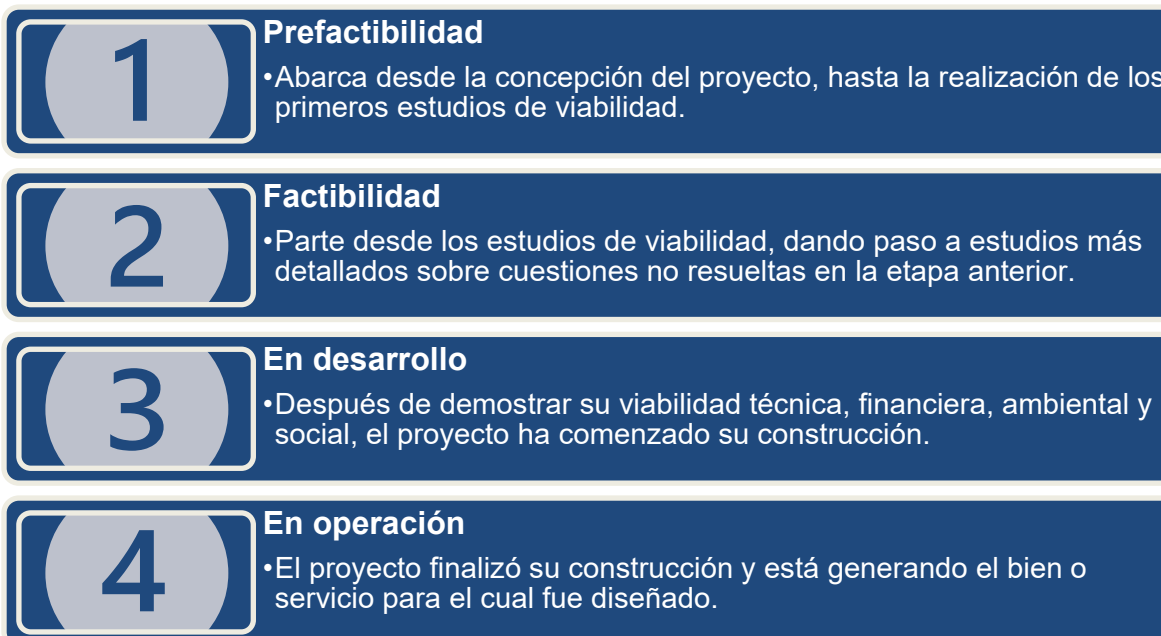 1
Prefactibilidad
•Abarca desde la concepción del proyecto, hasta la realización de los
primeros estudios de viabilidad.
2
Factibilidad
•Parte desde los estudios de viabilidad, dando paso a estudios más
detallados sobre cuestiones no resueltas en la etapa anterior.
3
En desarrollo
•Después de demostrar su viabilidad técnica, financiera, ambiental y
social, el proyecto ha comenzado su construcción.
4
En operación
•El proyecto finalizó su construcción y está generando el bien o
servicio para el cual fue diseñado.